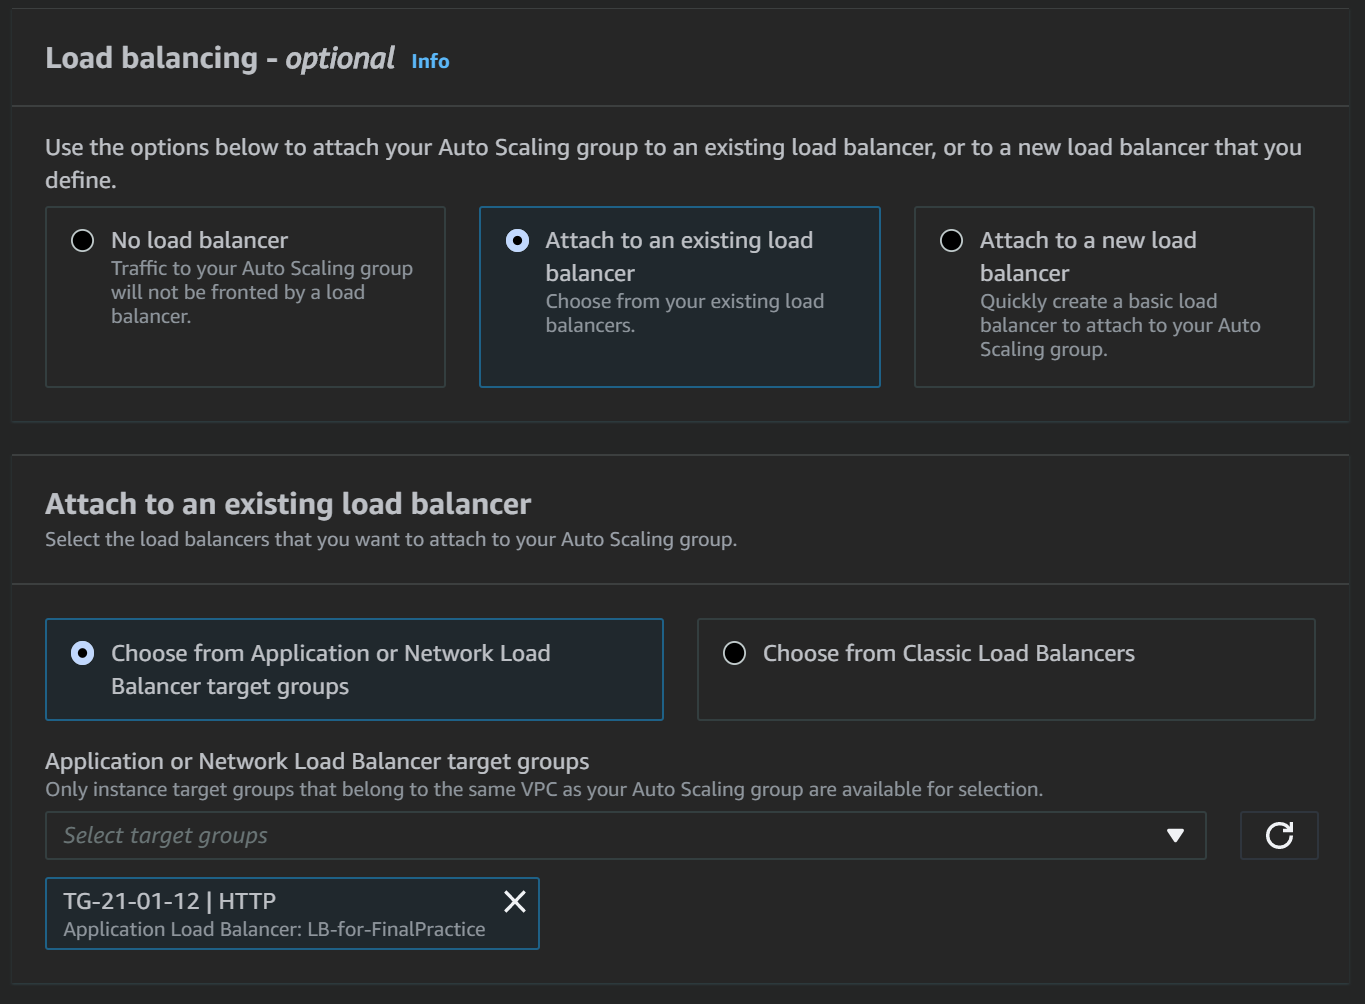 Load balancing - optional Info
Use the options below to attach your Auto Scaling group to an existing load balancer, or to a new load balancer that you
define.
No load balancer
Traffic to your Auto Scaling group
will not be fronted by a load
balancer.
Attach to an existing load
balancer
Choose from your existing load
balancers.
Attach to a new load
balancer
Quickly create a basic load
balancer to attach to your Auto
Scaling group.
Attach to an existing load balancer
Select the load balancers that you want to attach to your Auto Scaling group.
Choose from Application or Network Load
Balancer target groups
Choose from Classic Load Balancers
Application or Network Load Balancer target groups
Only instance target groups that belong to the same VPC as your Auto Scaling group are available for selection.
Select target groups
TG-21-01-12 | HTTP
Application Load Balancer: LB-for-FinalPractice